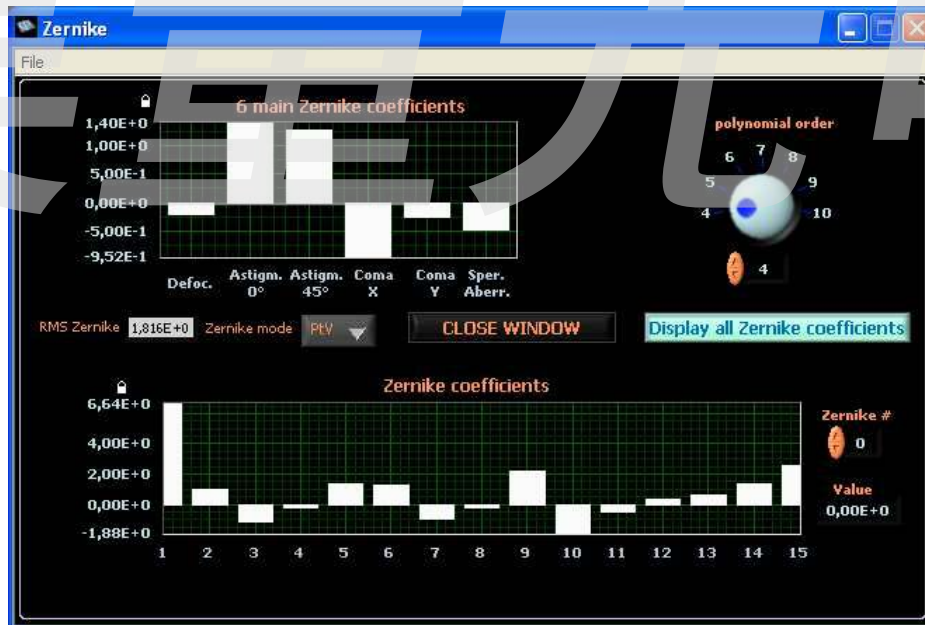 Zernike
File
6 main Zernike coefficients
1,40E+0
1,00E+0
5,00E-1
0,00E+0
-5,00E-1
-9,52E-1
Defoc. Astigm. 0° Astigm. 45° Coma X Coma Y Sper. Aberr.
polynomial order
4 5 6 7 8 9 10
4
RMS Zernike 1,816E+0 Zernike mode PtV CLOSE WINDOW Display all Zernike coefficients
Zernike coefficients
6,64E+0
4,00E+0
2,00E+0
0,00E+0
-1,88E+0
1 2 3 4 5 6 7 8 9 10 11 12 13 14 15
Zernike #
0
Value
0,00E+0